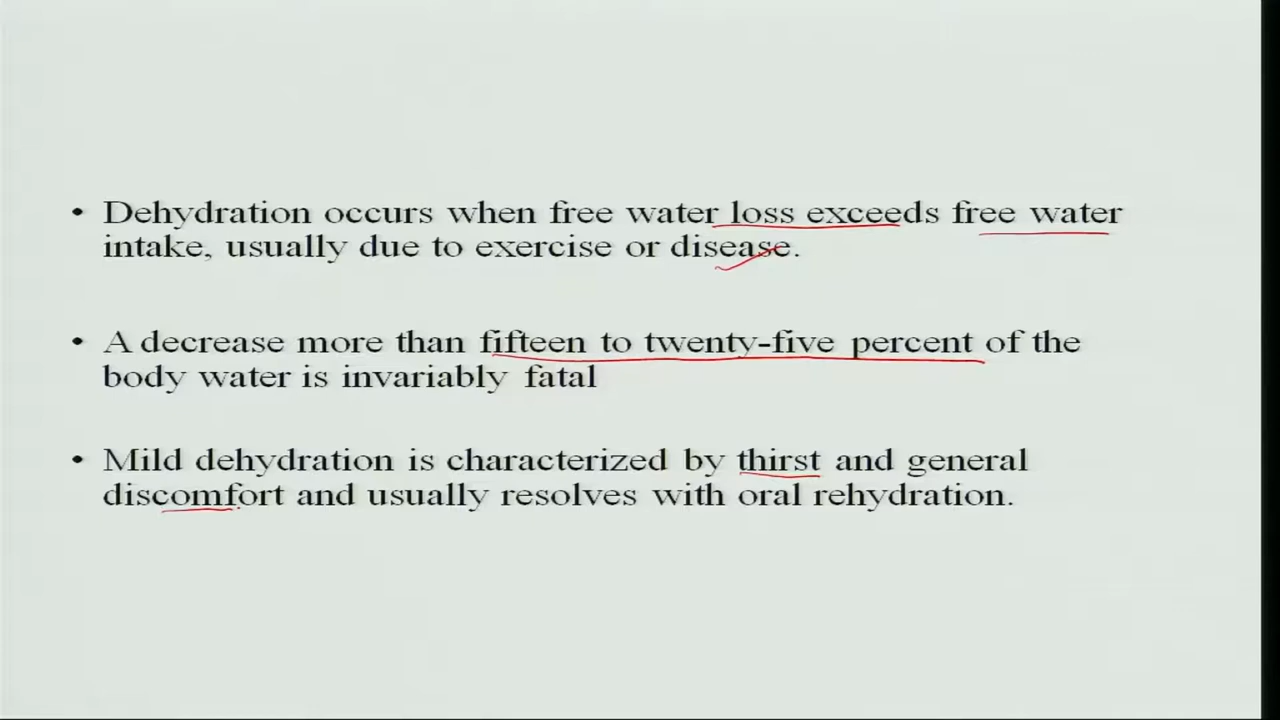 • Dehydration occurs when free water loss exceeds free water
intake, usually due to exercise or disease.
• A decrease more than fifteen to twenty-five percent of the
body water is invariably fatal
• Mild dehydration is characterized by thirst and general
discomfort and usually resolves with oral rehydration.